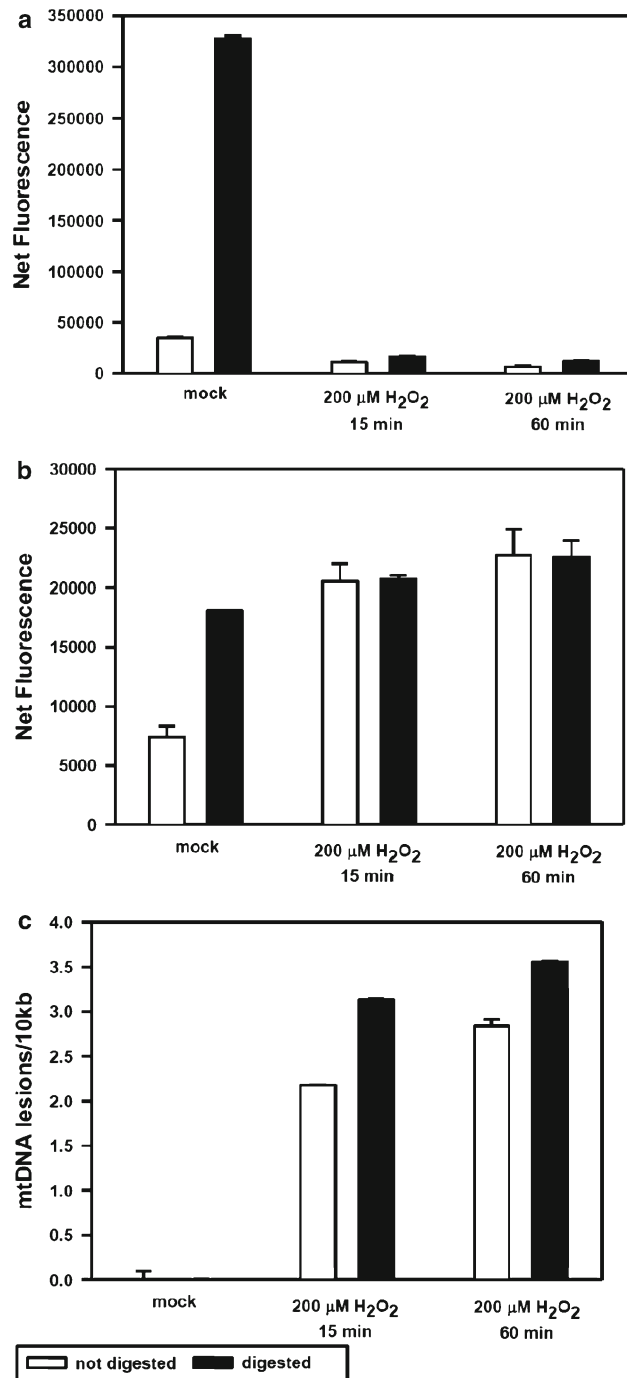 a
350000
300000
250000
200000
150000
100000
50000
0
Net Fluorescence
mock
200 µM H₂O₂
15 min
200 µM H₂O₂
60 min
b
30000
25000
20000
15000
10000
5000
0
Net Fluorescence
mock
200 µM H₂O₂
15 min
200 µM H₂O₂
60 min
c
4.0
3.5
3.0
2.5
2.0
1.5
1.0
0.5
0.0
mtDNA lesions/10kb
mock
200 µM H₂O₂
15 min
200 µM H₂O₂
60 min
not digested
digested